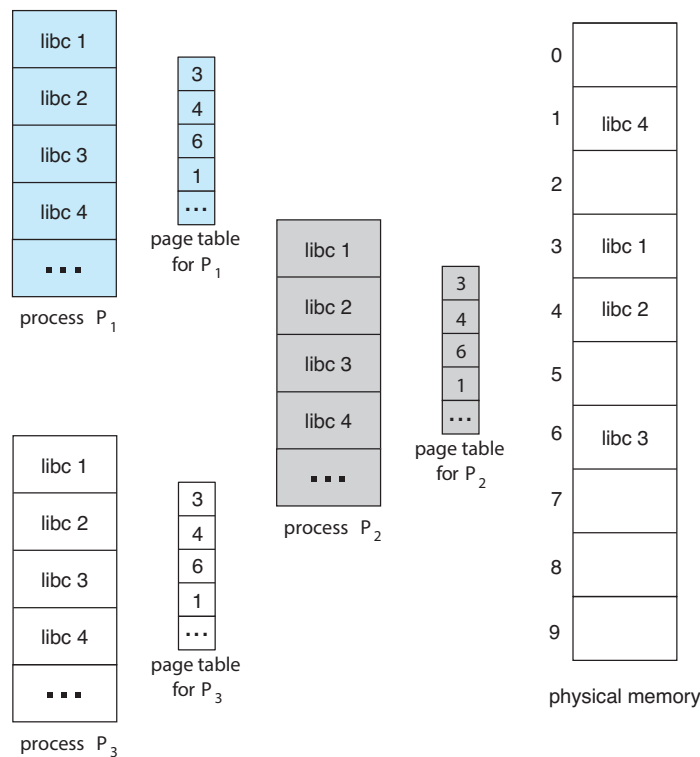 libc 1
libc 2
libc 3
libc 4
...
process P1
3
4
6
1
...
page table
for P1
libc 1
libc 2
libc 3
libc 4
...
process P2
3
4
6
1
...
page table
for P2
libc 1
libc 2
libc 3
libc 4
...
process P3
3
4
6
1
...
page table
for P3
0
1 libc 4
2
3 libc 1
4 libc 2
5
6 libc 3
7
8
9
physical memory